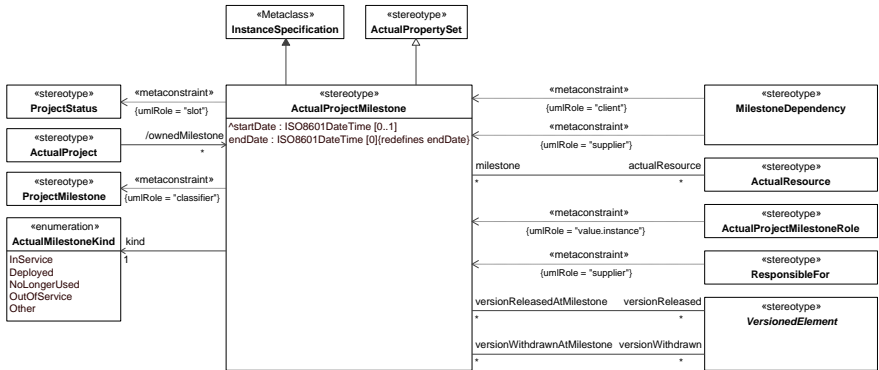 «Metaclass»
InstanceSpecification
«stereotype»
ActualPropertySet
«stereotype»
ProjectStatus
«metaconstraint»
{umlRole = "slot"}
«stereotype»
ActualProject
/ownedMilestone
*
«stereotype»
ProjectMilestone
«metaconstraint»
{umlRole = "classifier"}
«enumeration»
ActualMilestoneKind
InService
Deployed
NoLongerUsed
OutOfService
Other
kind
1
«stereotype»
ActualProjectMilestone
^startDate : ISO8601DateTime [0..1]
endDate : ISO8601DateTime [0]{redefines endDate}
«metaconstraint»
{umlRole = "client"}
«metaconstraint»
{umlRole = "supplier"}
«stereotype»
MilestoneDependency
milestone
*
actualResource
*
«stereotype»
ActualResource
«metaconstraint»
{umlRole = "value.instance"}
«stereotype»
ActualProjectMilestoneRole
«metaconstraint»
{umlRole = "supplier"}
«stereotype»
ResponsibleFor
versionReleasedAtMilestone
*
versionReleased
*
versionWithdrawnAtMilestone
*
versionWithdrawn
*
«stereotype»
VersionedElement